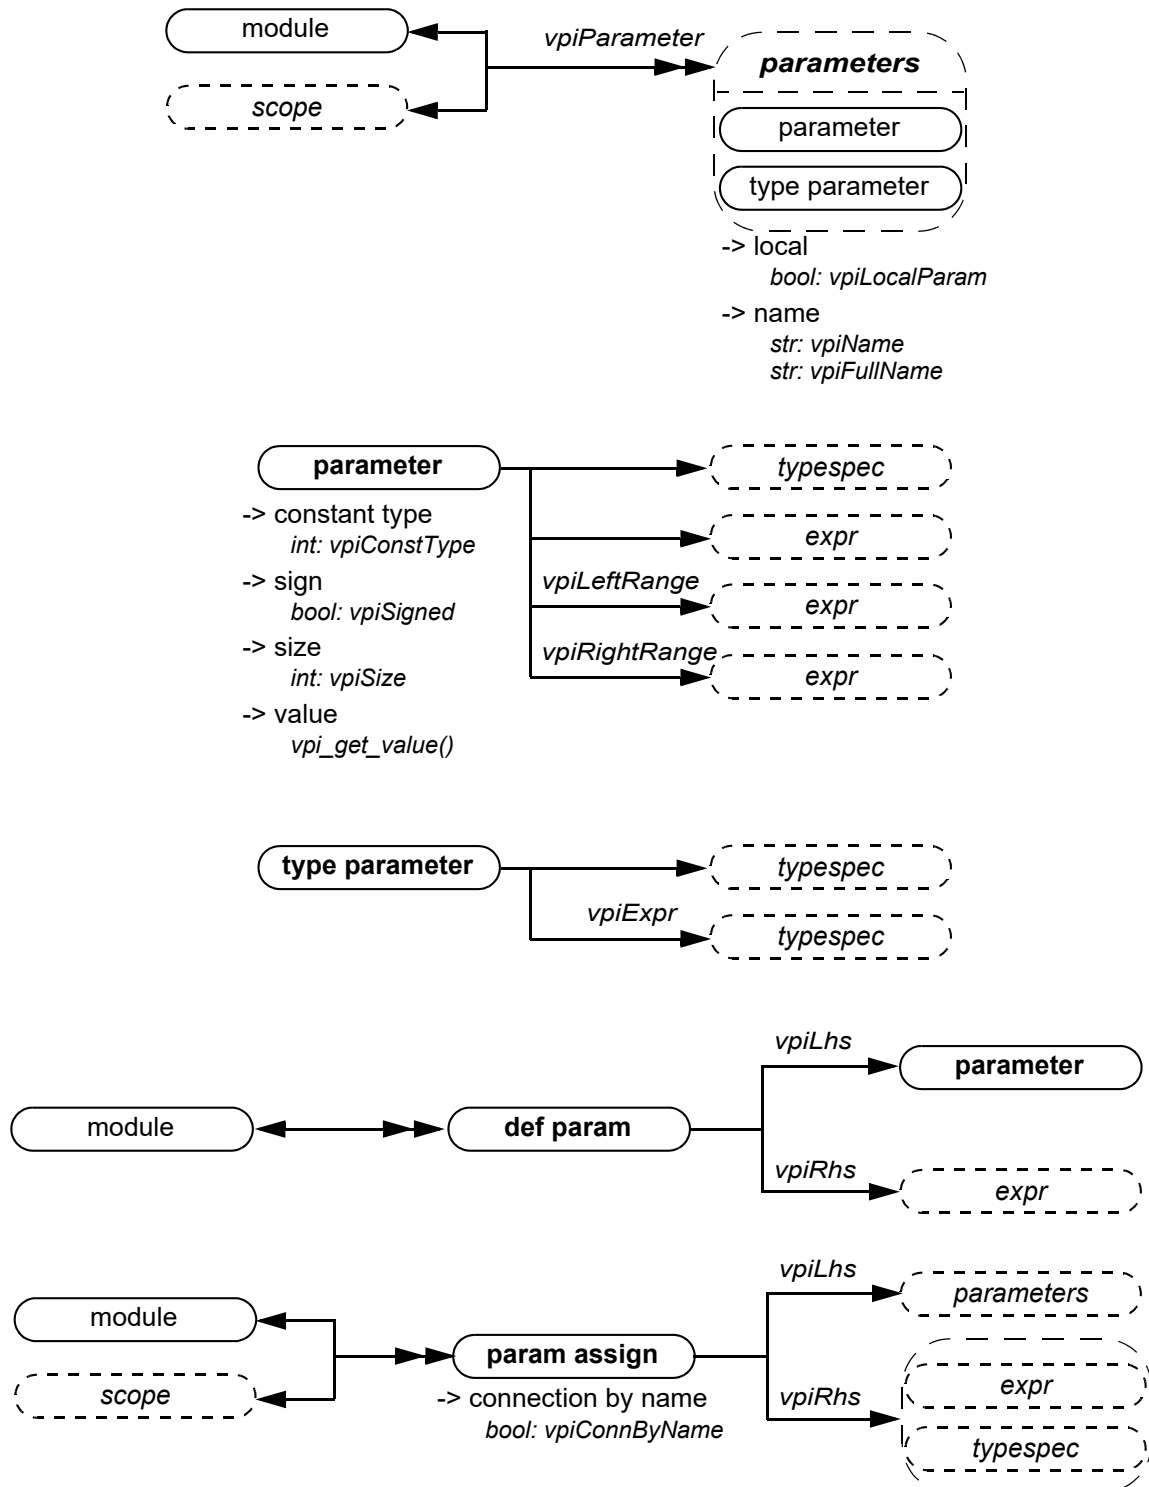 module
vpiParameter
parameters
scope
parameter
type parameter
-> local
bool: vpiLocalParam
-> name
str: vpiName
str: vpiFullName
parameter
typespec
-> constant type
int: vpiConstType
expr
-> sign
bool: vpiSigned
vpiLeftRange
expr
-> size
int: vpiSize
vpiRightRange
expr
-> value
vpi_get_value()
type parameter
typespec
vpiExpr
typespec
vpiLhs
parameter
module
def param
vpiRhs
expr
vpiLhs
parameters
module
param assign
expr
scope
-> connection by name
bool: vpiConnByName
vpiRhs
typespec